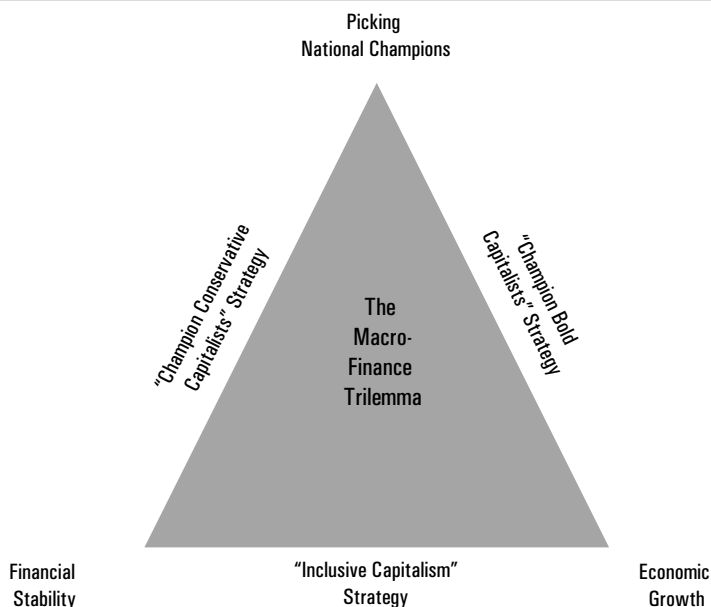 Picking
National Champions
“Champion Conservative
Capitalists” Strategy
“Champion Bold
Capitalists” Strategy
The
Macro-
Finance
Trilemma
Financial
Stability
“Inclusive Capitalism”
Strategy
Economic
Growth